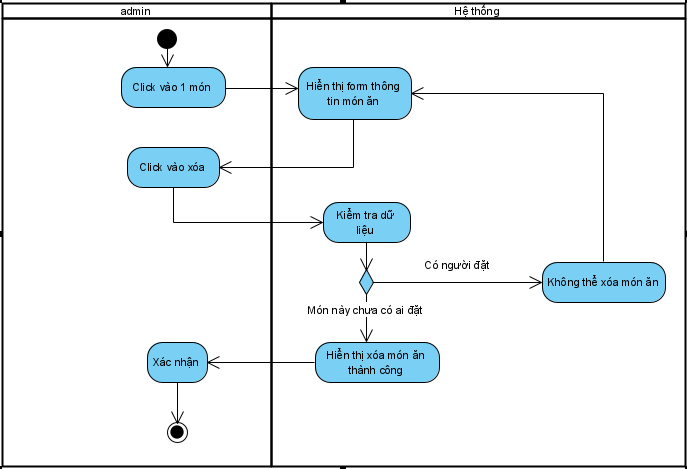 admin
Hệ thống
Click vào 1 món
Hiển thị form thông
tin món ăn
Click vào xóa
Kiểm tra dữ
liệu
Có người đặt
Không thể xóa món ăn
Món này chưa có ai đặt
Xác nhận
Hiển thị xóa món ăn
thành công